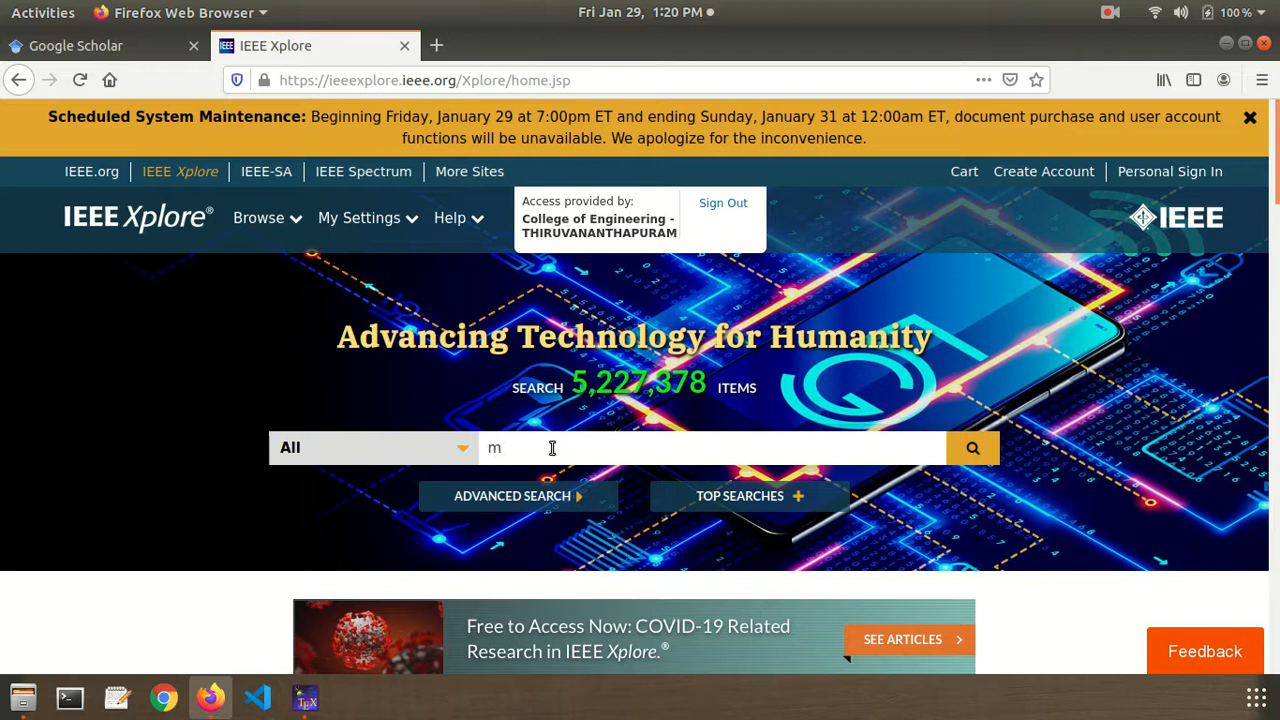 Activities Firefox Web Browser Fri Jan 29, 1:20 PM 100 %
Google Scholar IEEE IEEE Xplore
https://ieeexplore.ieee.org/Xplore/home.jsp
Scheduled System Maintenance: Beginning Friday, January 29 at 7:00pm ET and ending Sunday, January 31 at 12:00am ET, document purchase and user account
functions will be unavailable. We apologize for the inconvenience.
IEEE.org IEEE Xplore IEEE-SA IEEE Spectrum More Sites Cart Create Account Personal Sign In
IEEE Xplore® Browse My Settings Help
Access provided by:
College of Engineering -
THIRUVANANTHAPURAM
Sign Out
IEEE
Advancing Technology for Humanity
SEARCH 5,227,378 ITEMS
All m
ADVANCED SEARCH TOP SEARCHES +
Free to Access Now: COVID-19 Related
Research in IEEE Xplore.®
SEE ARTICLES
Feedback
TEX